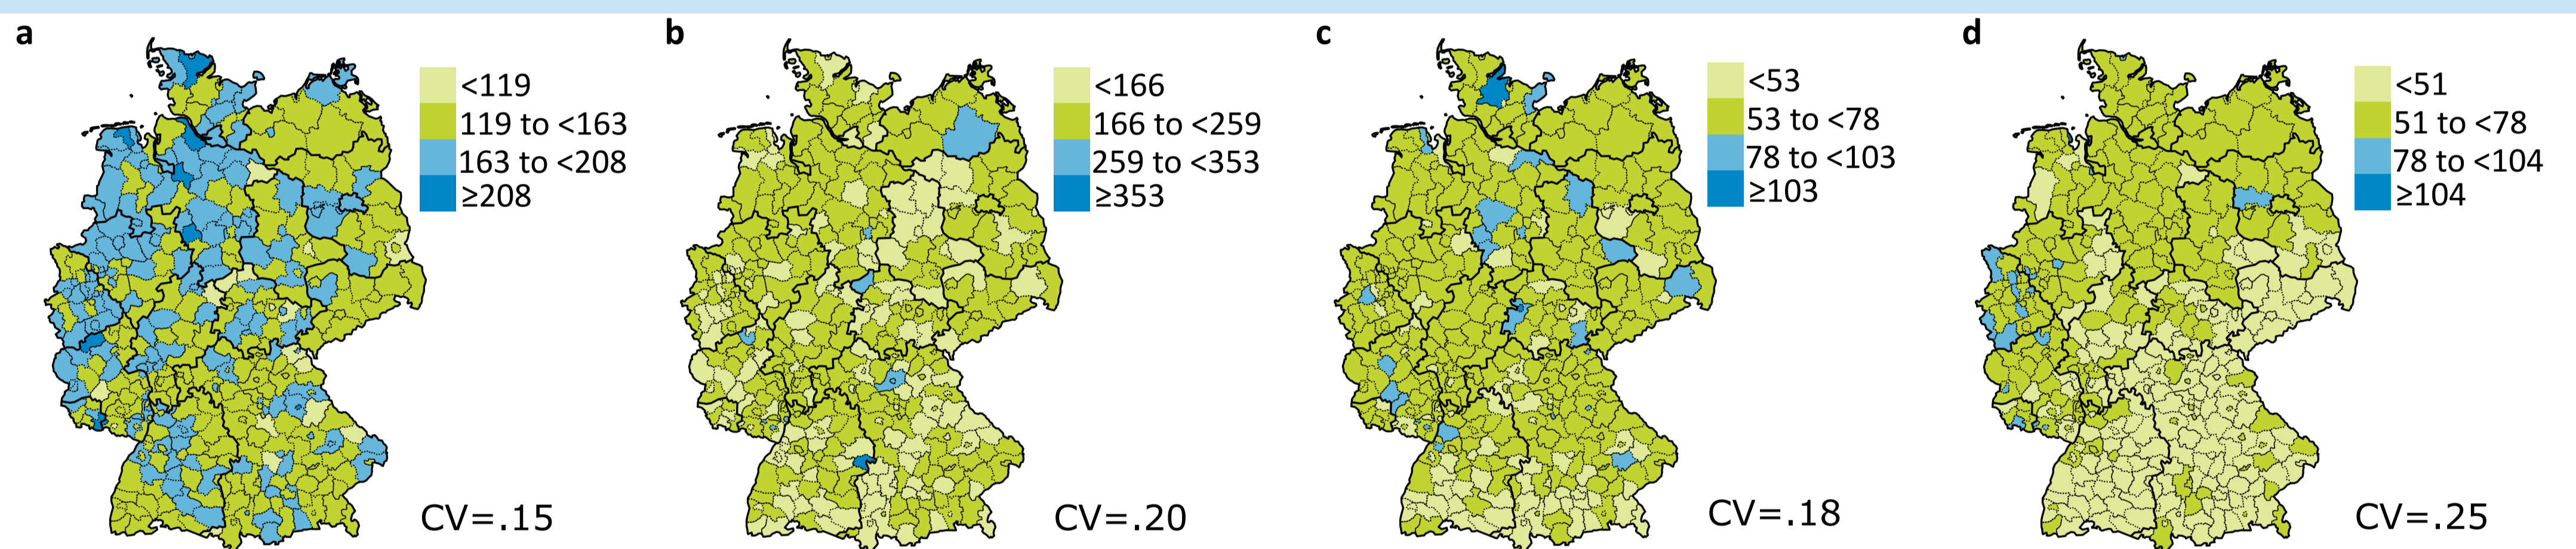 a
<119
119 to <163
163 to <208
≥208
CV=.15
b
<166
166 to <259
259 to <353
≥353
CV=.20
c
<53
53 to <78
78 to <103
≥103
CV=.18
d
<51
51 to <78
78 to <104
≥104
CV=.25